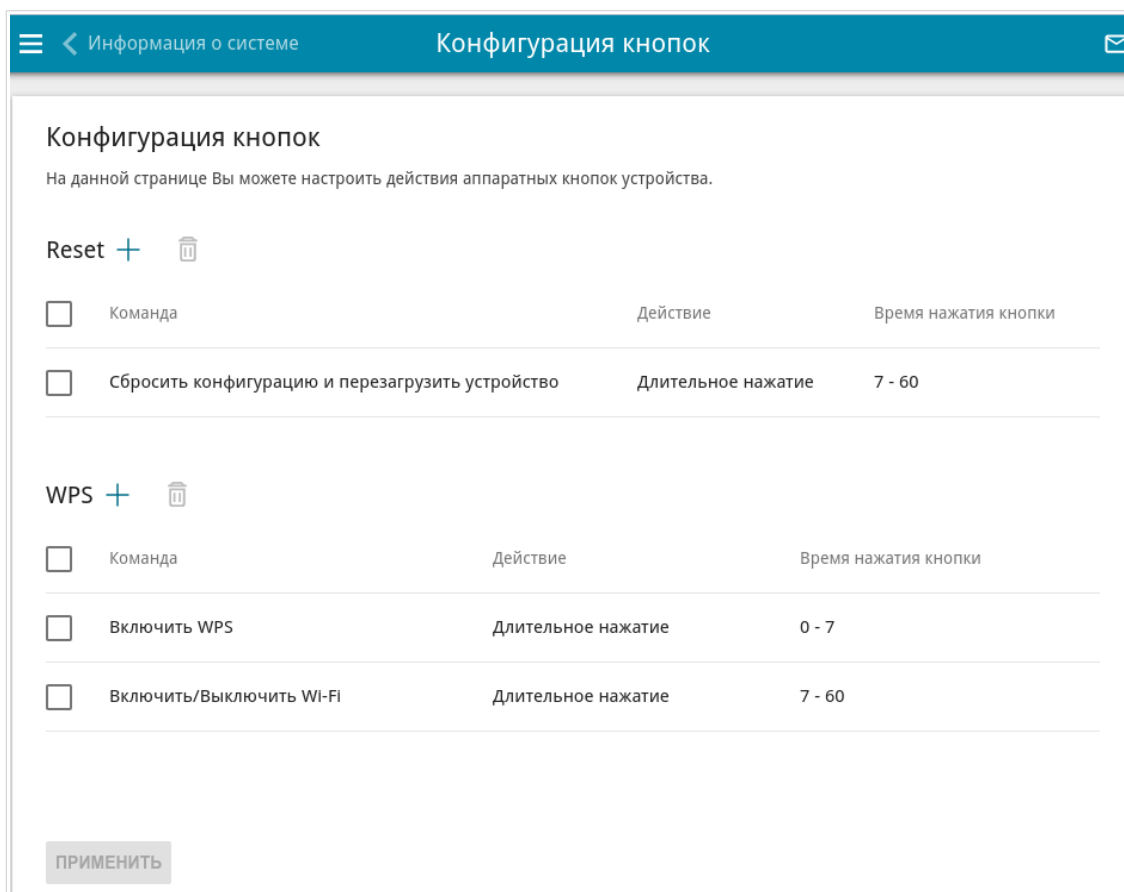 Информация о системе Конфигурация кнопок
Конфигурация кнопок
На данной странице Вы можете настроить действия аппаратных кнопок устройства.
Reset
Команда Действие Время нажатия кнопки
Сбросить конфигурацию и перезагрузить устройство Длительное нажатие 7 - 60
WPS
Команда Действие Время нажатия кнопки
Включить WPS Длительное нажатие 0 - 7
Включить/Выключить Wi-Fi Длительное нажатие 7 - 60
ПРИМЕНИТЬ